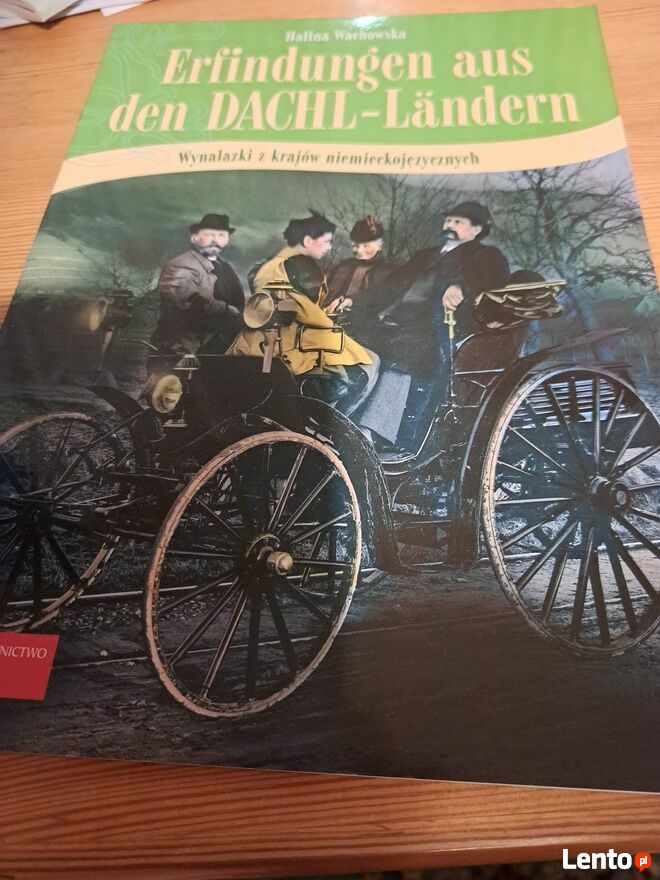 Halina Wachowska
Erfindungen aus
den DACHL-Ländern
Wynalazki z krajów niemieckojęzycznych
NICTWO
Lento.pl